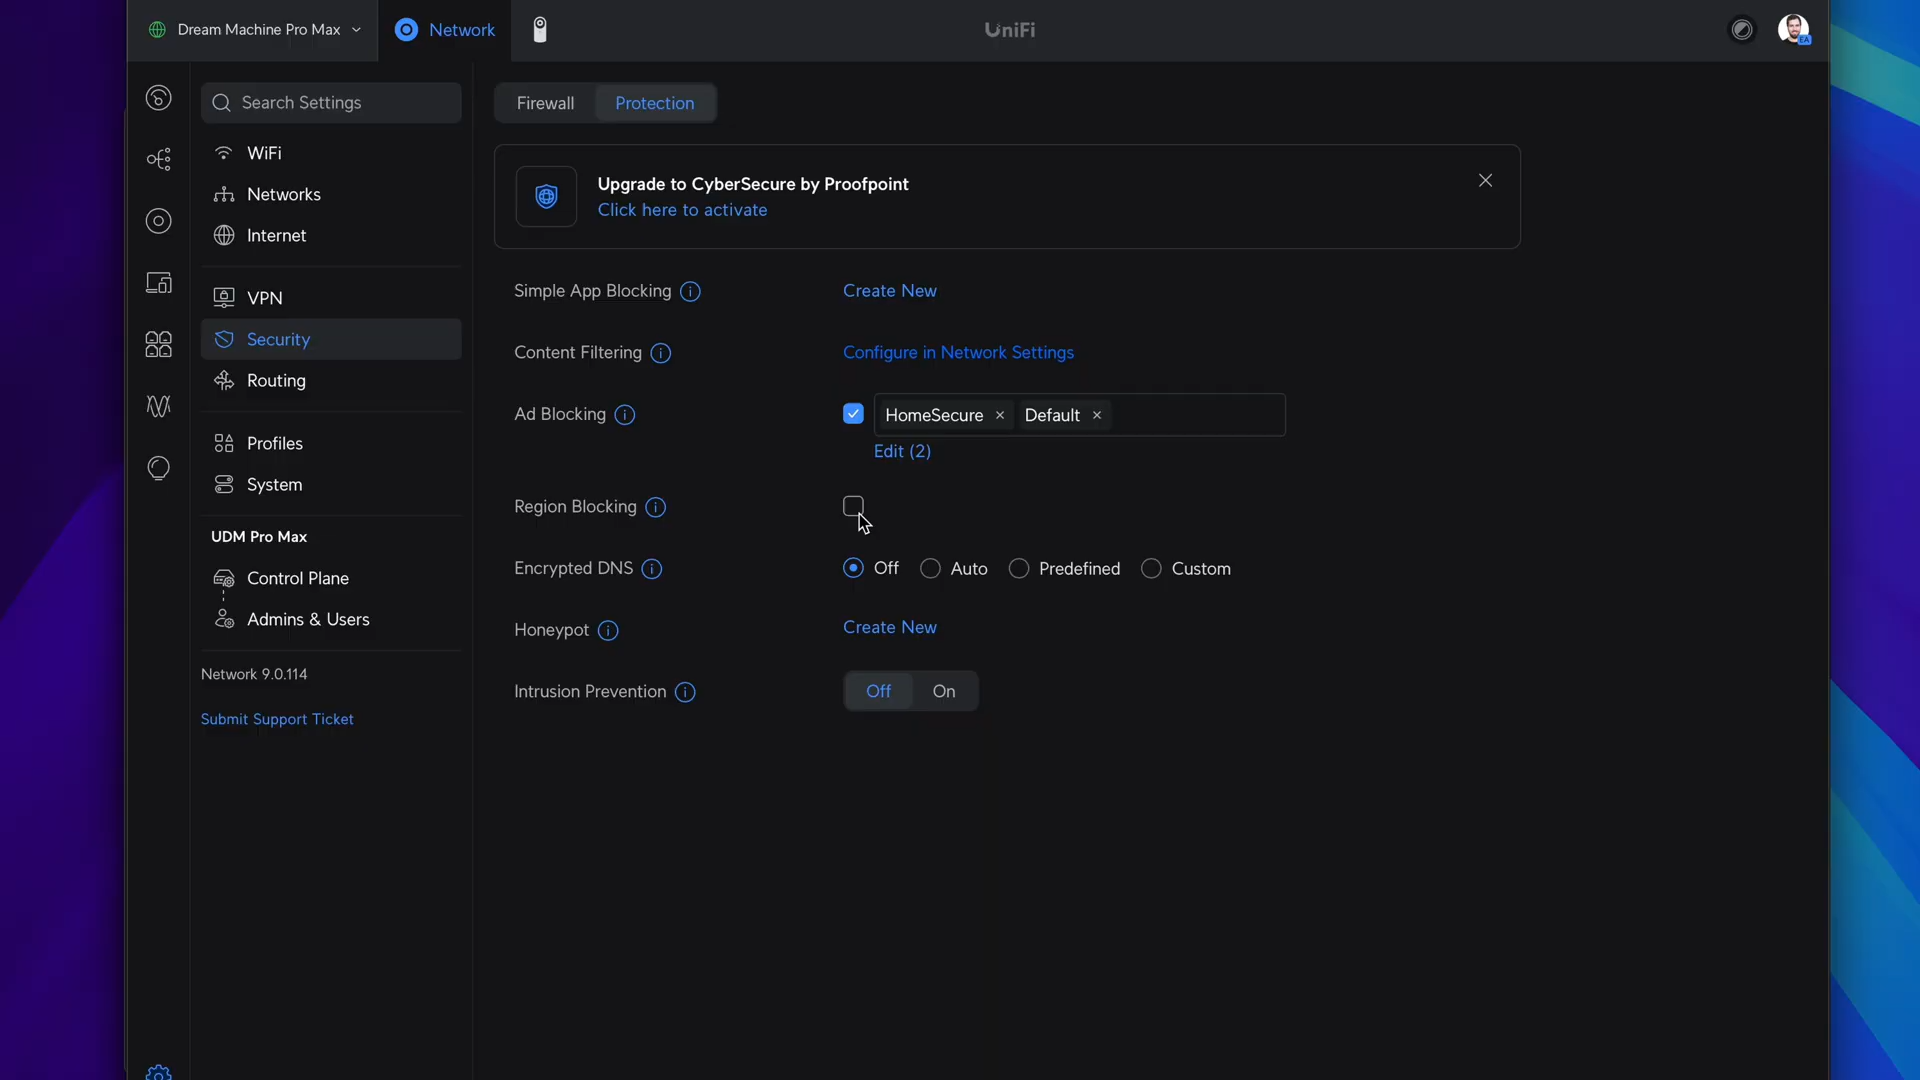 Dream Machine Pro Max
Network
UniFi
EA
Search Settings
WiFi
Networks
Internet
VPN
Security
Routing
Profiles
System
UDM Pro Max
Control Plane
Admins & Users
Network 9.0.114
Submit Support Ticket
Firewall
Protection
Upgrade to CyberSecure by Proofpoint
Click here to activate
Simple App Blocking
Create New
Content Filtering
Configure in Network Settings
Ad Blocking
HomeSecure
Default
Edit (2)
Region Blocking
Encrypted DNS
Off
Auto
Predefined
Custom
Honeypot
Create New
Intrusion Prevention
Off
On